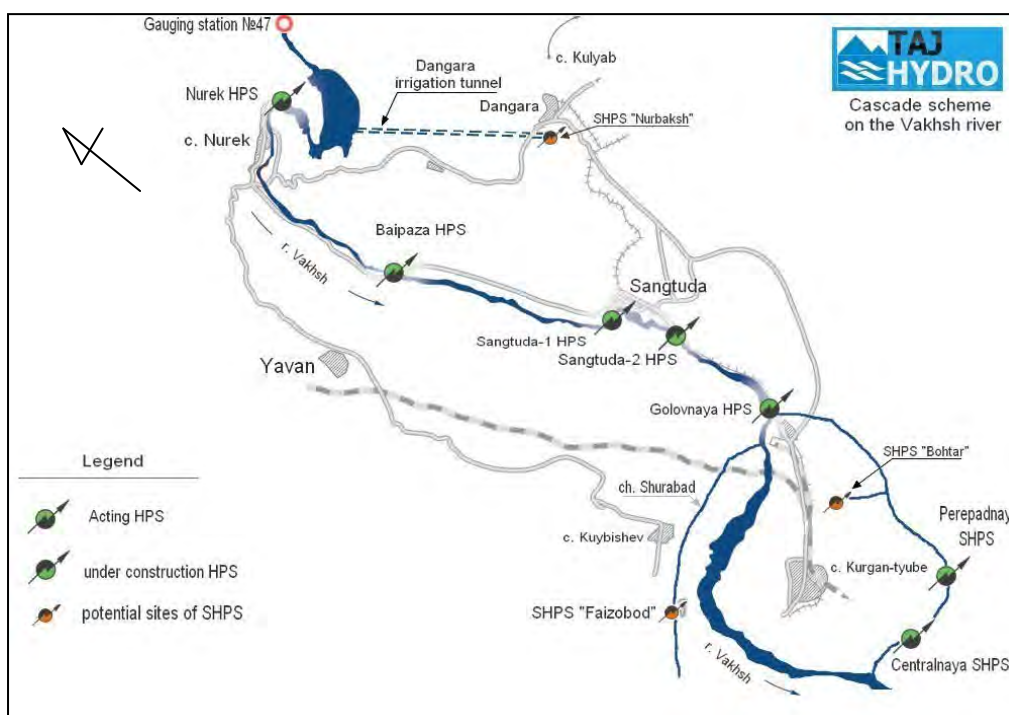 Gauging station №47
TAJ
HYDRO
Cascade scheme
on the Vakhsh river
c. Kulyab
Dangara
irrigation tunnel
Nurek HPS
Dangara
SHPS "Nurbaksh"
c. Nurek
r. Vakhsh
Baipaza HPS
Sangtuda
Sangtuda-1 HPS
Sangtuda-2 HPS
Yavan
Golovnaya HPS
SHPS "Bohtar"
Legend
Acting HPS
under construction HPS
potential sites of SHPS
ch. Shurabad
c. Kuybishev
Perepadnay
SHPS
c. Kurgan-tyube
SHPS "Faizobod"
r. Vakhsh
Centralnaya SHPS